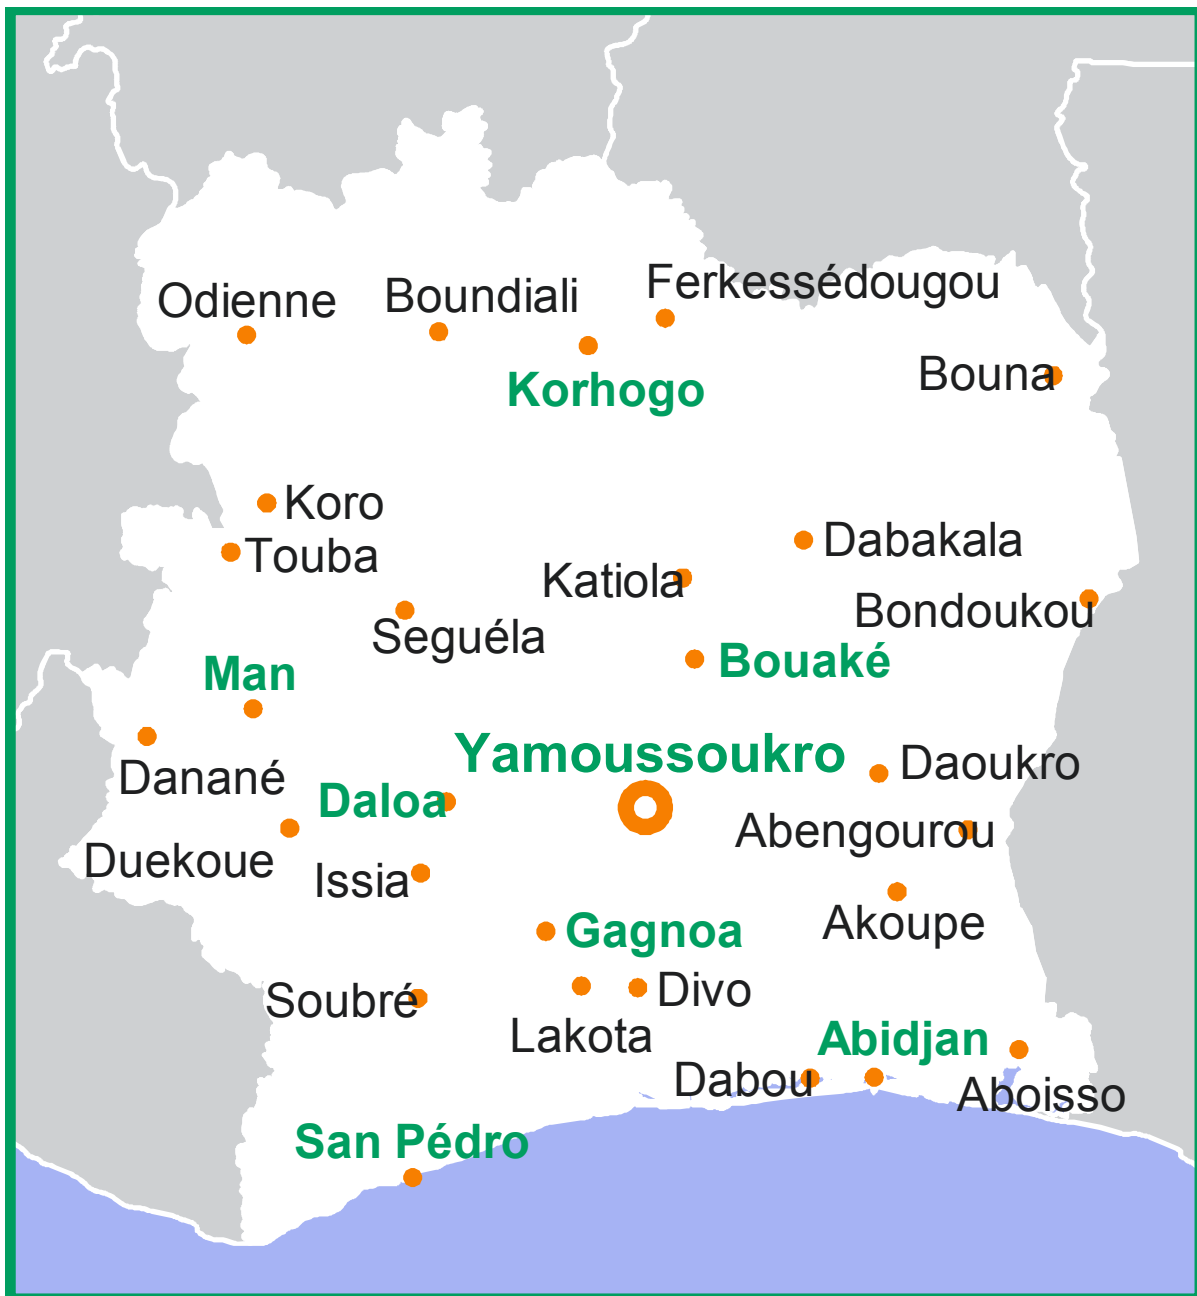 Ferkessédougou
Boundiali
Odienne
Bouna
Korhogo
Koro
Dabakala
Touba
Katiola
Bondoukou
Seguéla
Bouaké
Man
Yamoussoukro
Daoukro
Danané
Daloa
Abengourou
Duekoue
Issia
Akoupe
Gagnoa
Divo
Soubré
Lakota
Abidjan
Dabou
Aboisso
San Pédro